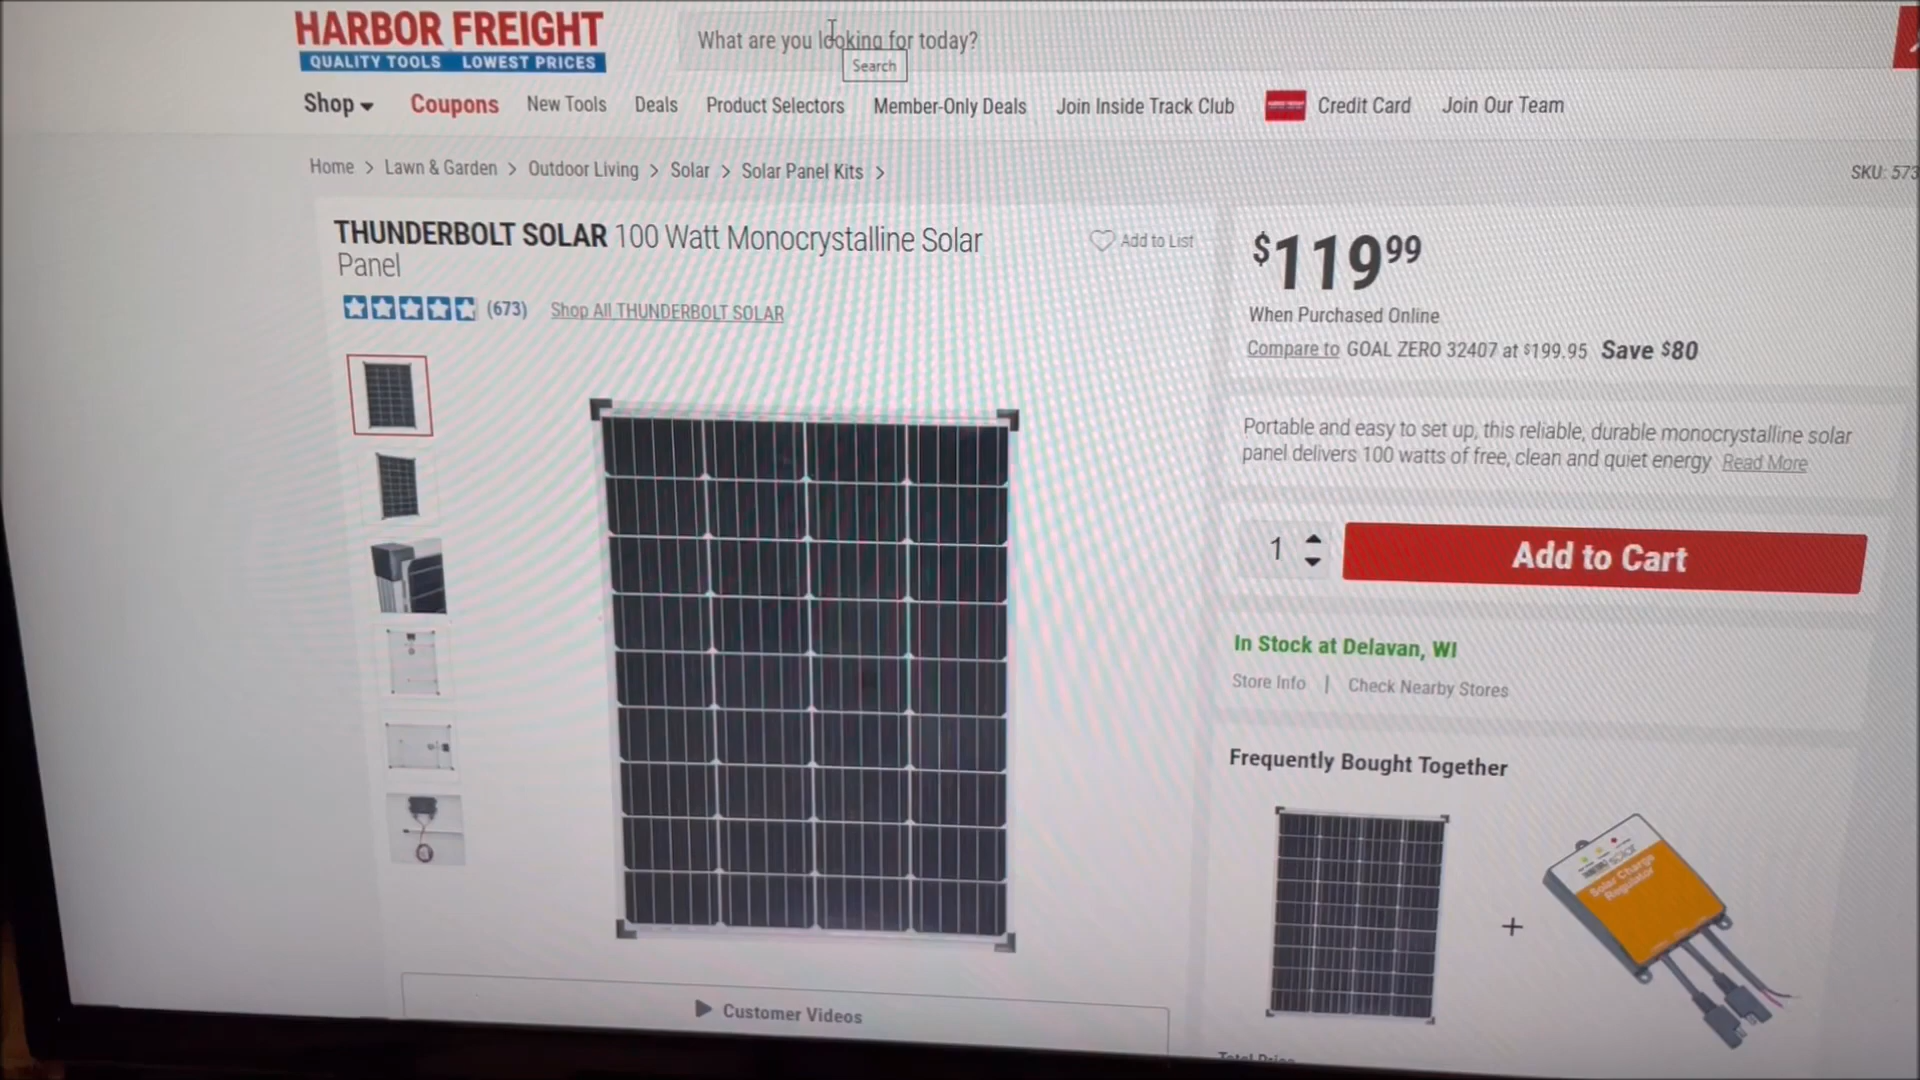 HARBOR FREIGHT
QUALITY TOOLS LOWEST PRICES
What are you looking for today?
Search
Shop
Coupons
New Tools
Deals
Product Selectors
Member-Only Deals
Join Inside Track Club
Credit Card
Join Our Team
Home > Lawn & Garden > Outdoor Living > Solar > Solar Panel Kits >
SKU: 573
THUNDERBOLT SOLAR 100 Watt Monocrystalline Solar
Panel
Add to List
(673)
Shop All THUNDERBOLT SOLAR
$119 99
When Purchased Online
Compare to GOAL ZERO 32407 at $199.95 Save $80
Portable and easy to set up, this reliable, durable monocrystalline solar
panel delivers 100 watts of free, clean and quiet energy Read More
1
Add to Cart
In Stock at Delavan, WI
Store Info | Check Nearby Stores
Frequently Bought Together
+
Solar Charge
Regulator
Customer Videos